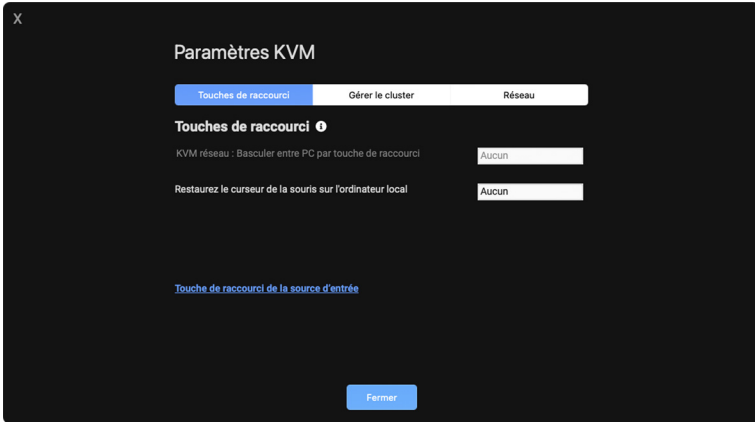 X
Paramètres KVM
Touches de raccourci Gérer le cluster Réseau
Touches de raccourci
KVM réseau : Basculer entre PC par touche de raccourci Aucun
Restaurez le curseur de la souris sur l'ordinateur local Aucun
Touche de raccourci de la source d'entrée
Fermer